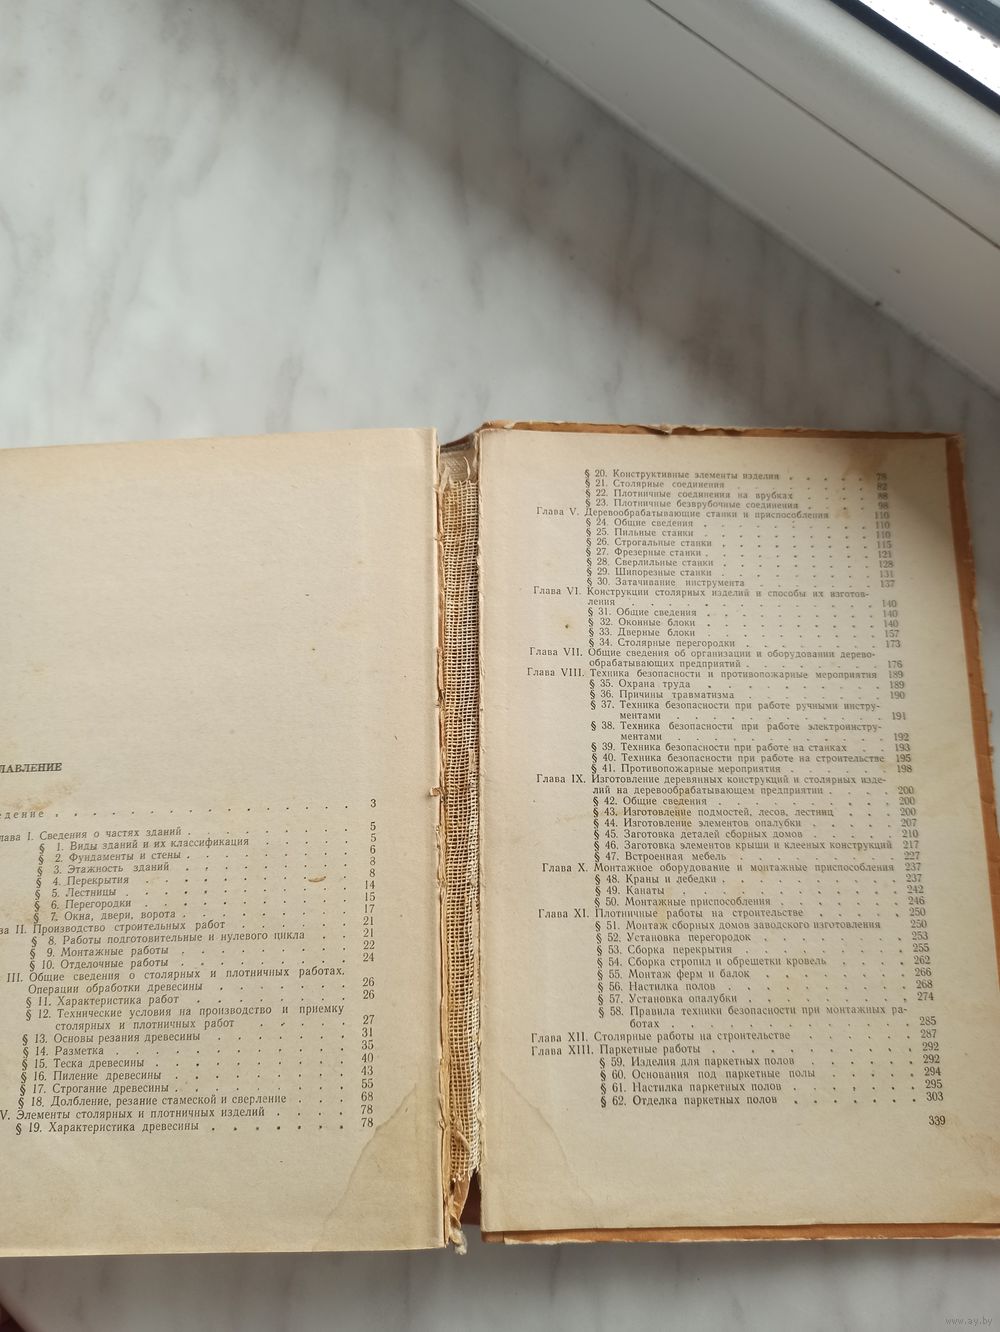 ЛАВЛЕНИЕ
едение . . . . . . . . . . . . . . 3
лава I. Сведения о частях зданий . . . . . . . . 5
§ 1. Виды зданий и их классификация . . . . 5
§ 2. Фундаменты и стены . . . . . . . . 6
§ 3. Этажность зданий . . . . . . . . 8
§ 4. Перекрытия . . . . . . . . . 8
§ 5. Лестницы . . . . . . . . . 14
§ 6. Перегородки . . . . . . . . . 15
§ 7. Окна, двери, ворота . . . . . . . . 17
ва II. Производство строительных работ . . . . . 21
§ 8. Работы подготовительные и нулевого цикла . . 21
§ 9. Монтажные работы . . . . . . . . 22
§ 10. Отделочные работы . . . . . . . . 24
III. Общие сведения о столярных и плотничных работах.
Операции обработки древесины . . . . . . . 26
§ 11. Характеристика работ . . . . . . . 26
§ 12. Технические условия на производство и приемку
столярных и плотничных работ . . . . 27
§ 13. Основы резания древесины . . . . . . 31
§ 14. Разметка . . . . . . . . . . 35
§ 15. Теска древесины . . . . . . . . 40
§ 16. Пиление древесины . . . . . . . . 43
§ 17. Строгание древесины . . . . . . . . 55
§ 18. Долбление, резание стамеской и сверление . . . 68
V. Элементы столярных и плотничных изделий . . . . 78
§ 19. Характеристика древесины . . . . . . 78
§ 20. Конструктивные элементы изделия . . . . . 78
§ 21. Столярные соединения . . . . . . . 82
§ 22. Плотничные соединения на врубках . . . . 88
§ 23. Плотничные безврубочные соединения . . . . 98
Глава V. Деревообрабатывающие станки и приспособления . . 110
§ 24. Общие сведения . . . . . . . . . 110
§ 25. Пильные станки . . . . . . . . . 110
§ 26. Строгальные станки . . . . . . . . 115
§ 27. Фрезерные станки . . . . . . . . . 121
§ 28. Сверлильные станки . . . . . . . . 128
§ 29. Шипорезные станки . . . . . . . . 131
§ 30. Затачивание инструмента . . . . . . 137
Глава VI. Конструкции столярных изделий и способы их изготов-
ления . . . . . . . . . . . 140
§ 31. Общие сведения . . . . . . . . . 140
§ 32. Оконные блоки . . . . . . . . . 140
§ 33. Дверные блоки . . . . . . . . . 157
§ 34. Столярные перегородки . . . . . . . 173
Глава VII. Общие сведения об организации и оборудовании дерево-
обрабатывающих предприятий . . . . . . . 176
Глава VIII. Техника безопасности и противопожарные мероприятия 189
§ 35. Охрана труда . . . . . . . . . 189
§ 36. Причины травматизма . . . . . . . 190
§ 37. Техника безопасности при работе ручными инстру-
ментами . . . . . . . . . . 191
§ 38. Техника безопасности при работе электроинстру-
ментами . . . . . . . . . . 192
§ 39. Техника безопасности при работе на станках . . 193
§ 40. Техника безопасности при работе на строительстве 195
§ 41. Противопожарные мероприятия . . . . . . 198
Глава IX. Изготовление деревянных конструкций и столярных изде-
лий на деревообрабатывающем предприятии . . . . 200
§ 42. Общие сведения . . . . . . . . . 200
§ 43. Изготовление подмостей, лесов, лестниц . . . 200
§ 44. Изготовление элементов опалубки . . . . . 207
§ 45. Заготовка деталей сборных домов . . . . . 210
§ 46. Заготовка элементов крыши и клееных конструкций 217
§ 47. Встроенная мебель . . . . . . . . 227
Глава X. Монтажное оборудование и монтажные приспособления 237
§ 48. Краны и лебедки . . . . . . . . . 237
§ 49. Канаты . . . . . . . . . . 242
§ 50. Монтажные приспособления . . . . . . 246
Глава XI. Плотничные работы на строительстве . . . . . 250
§ 51. Монтаж сборных домов заводского изготовления 250
§ 52. Установка перегородок . . . . . . . 253
§ 53. Сборка перекрытия . . . . . . . . 255
§ 54. Сборка стропил и обрешетки кровель . . . . 262
§ 55. Монтаж ферм и балок . . . . . . . 266
§ 56. Настилка полов . . . . . . . . . 268
§ 57. Установка опалубки . . . . . . . . 274
§ 58. Правила техники безопасности при монтажных ра-
ботах . . . . . . . . . . . 285
Глава XII. Столярные работы на строительстве . . . . . 287
Глава XIII. Паркетные работы . . . . . . . . . 292
§ 59. Изделия для паркетных полов . . . . . 292
§ 60. Основания под паркетные полы . . . . . 294
§ 61. Настилка паркетных полов . . . . . . 295
§ 62. Отделка паркетных полов . . . . . . . 303
339
www.ay.by